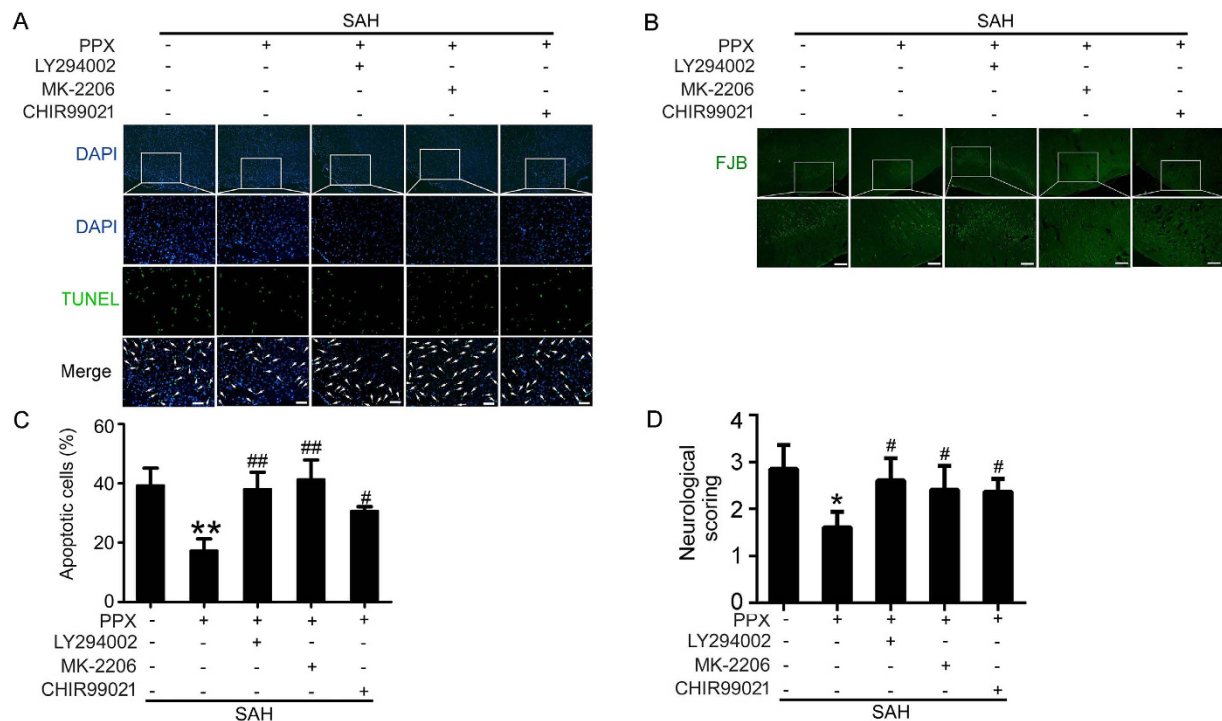 A
SAH
PPX - + + + +
LY294002 - - + - -
MK-2206 - - - + -
CHIR99021 - - - - +
DAPI
DAPI
TUNEL
Merge
B
SAH
PPX - + + + +
LY294002 - - + - -
MK-2206 - - - + -
CHIR99021 - - - - +
FJB
C
Apoptotic cells (%)
60
40
20
0
** ## ## #
PPX - + + + +
LY294002 - - + - -
MK-2206 - - - + -
CHIR99021 - - - - +
SAH
D
Neurological
scoring
4
3
2
1
0
* # # #
PPX - + + + +
LY294002 - - + - -
MK-2206 - - - + -
CHIR99021 - - - - +
SAH